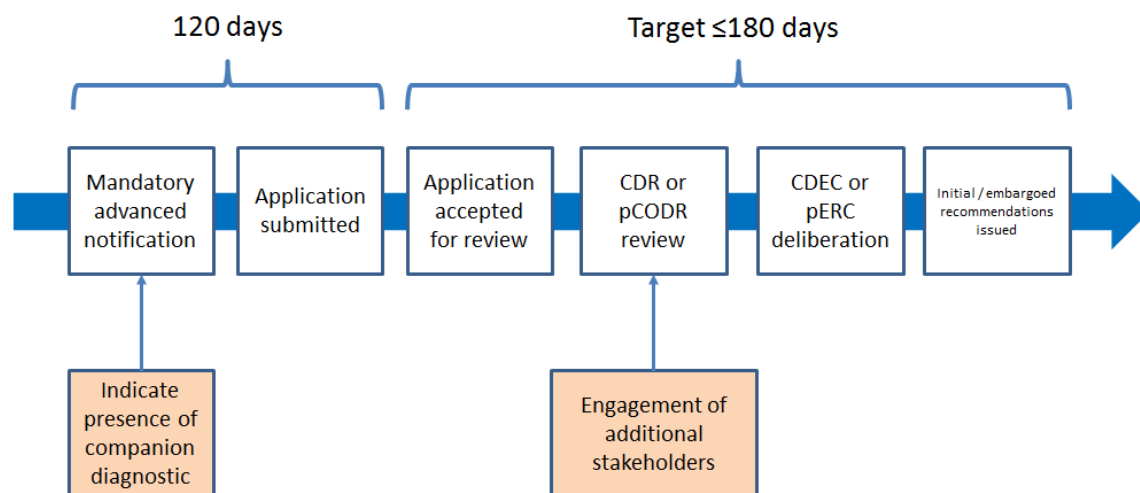 120 days
Target ≤180 days
Mandatory
advanced
notification
Application
submitted
Application
accepted
for review
CDR or
pCODR
review
CDEC or
pERC
deliberation
Initial / embargoed
recommendations
issued
Indicate
presence of
companion
diagnostic
Engagement of
additional
stakeholders